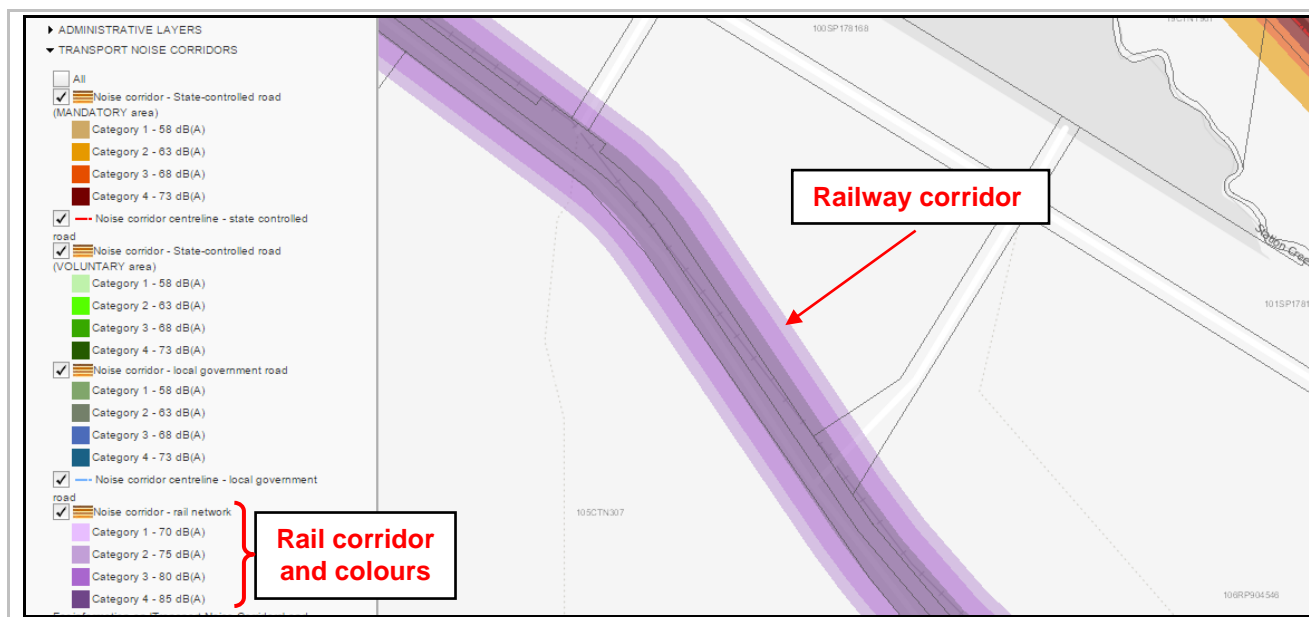 ADMINISTRATIVE LAYERS
TRANSPORT NOISE CORRIDORS
All
Noise corridor - State-controlled road
(MANDATORY area)
Category 1 - 58 dB(A)
Category 2 - 63 dB(A)
Category 3 - 68 dB(A)
Category 4 - 73 dB(A)
Noise corridor centreline - state controlled
road
Noise corridor - State-controlled road
(VOLUNTARY area)
Category 1 - 58 dB(A)
Category 2 - 63 dB(A)
Category 3 - 68 dB(A)
Category 4 - 73 dB(A)
Noise corridor - local government road
Category 1 - 58 dB(A)
Category 2 - 63 dB(A)
Category 3 - 68 dB(A)
Category 4 - 73 dB(A)
Noise corridor centreline - local government
road
Noise corridor - rail network
Category 1 - 70 dB(A)
Category 2 - 75 dB(A)
Category 3 - 80 dB(A)
Category 4 - 85 dB(A)
Rail corridor
and colours
100SP178168
Railway corridor
Station Creek
101SP1781
105CTN307
106RP904546